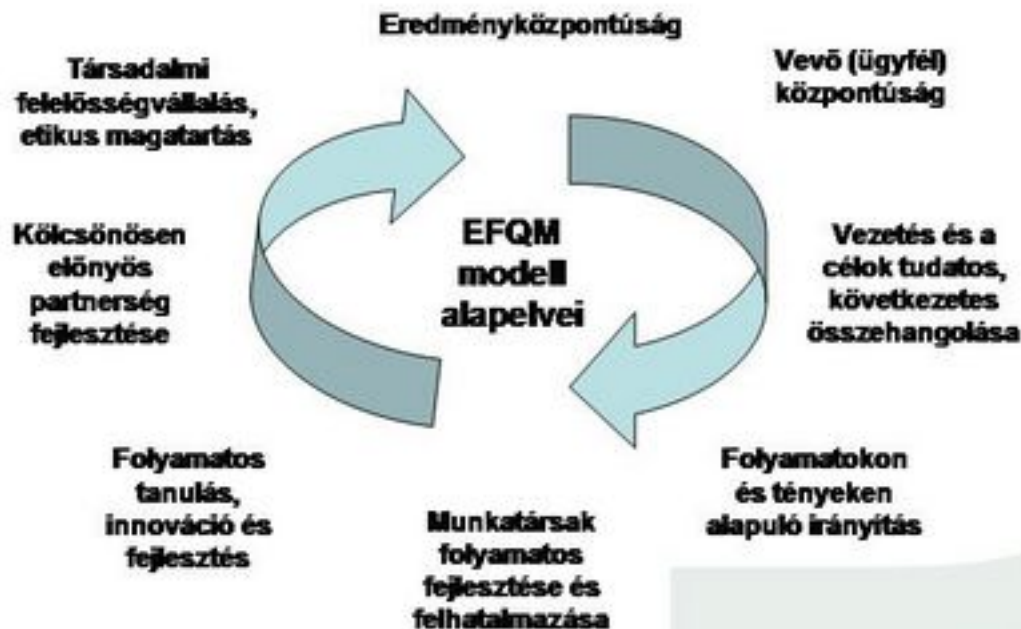 Eredményközpontúság
Vevő (ügyfél)
központúság
Vezetés és a
célok tudatos,
következetes
összehangolása
Folyamatokon
és tényeken
alapuló irányítás
Munkatársak
folyamatos
fejlesztése és
felhatalmazása
Folyamatos
tanulás,
innováció és
fejlesztés
Kölcsönösen
előnyös
partnerség
fejlesztése
Társadalmi
felelősségvállalás,
etikus magatartás
EFQM
modell
alapelvei